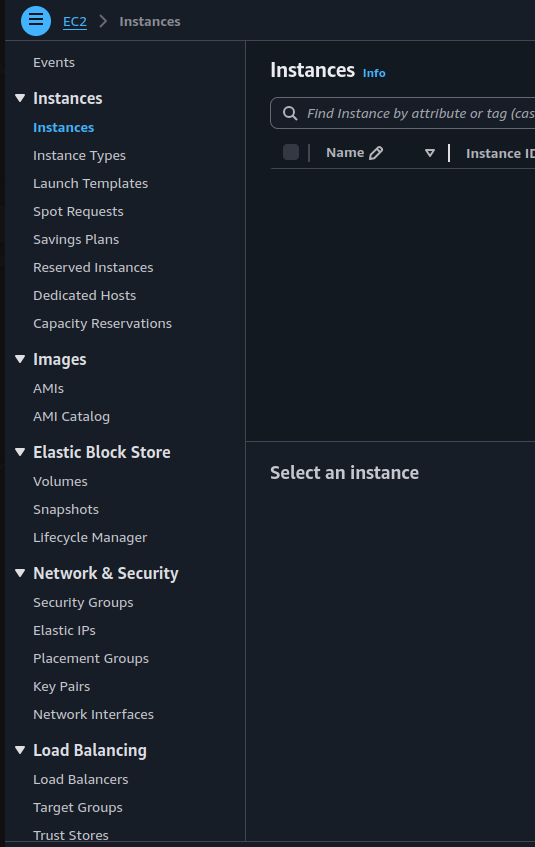 EC2 > Instances
Events
Instances
Instances
Instance Types
Launch Templates
Spot Requests
Savings Plans
Reserved Instances
Dedicated Hosts
Capacity Reservations
Images
AMIs
AMI Catalog
Elastic Block Store
Volumes
Snapshots
Lifecycle Manager
Network & Security
Security Groups
Elastic IPs
Placement Groups
Key Pairs
Network Interfaces
Load Balancing
Load Balancers
Target Groups
Trust Stores
Instances Info
Find Instance by attribute or tag (cas
Name Instance ID
Select an instance